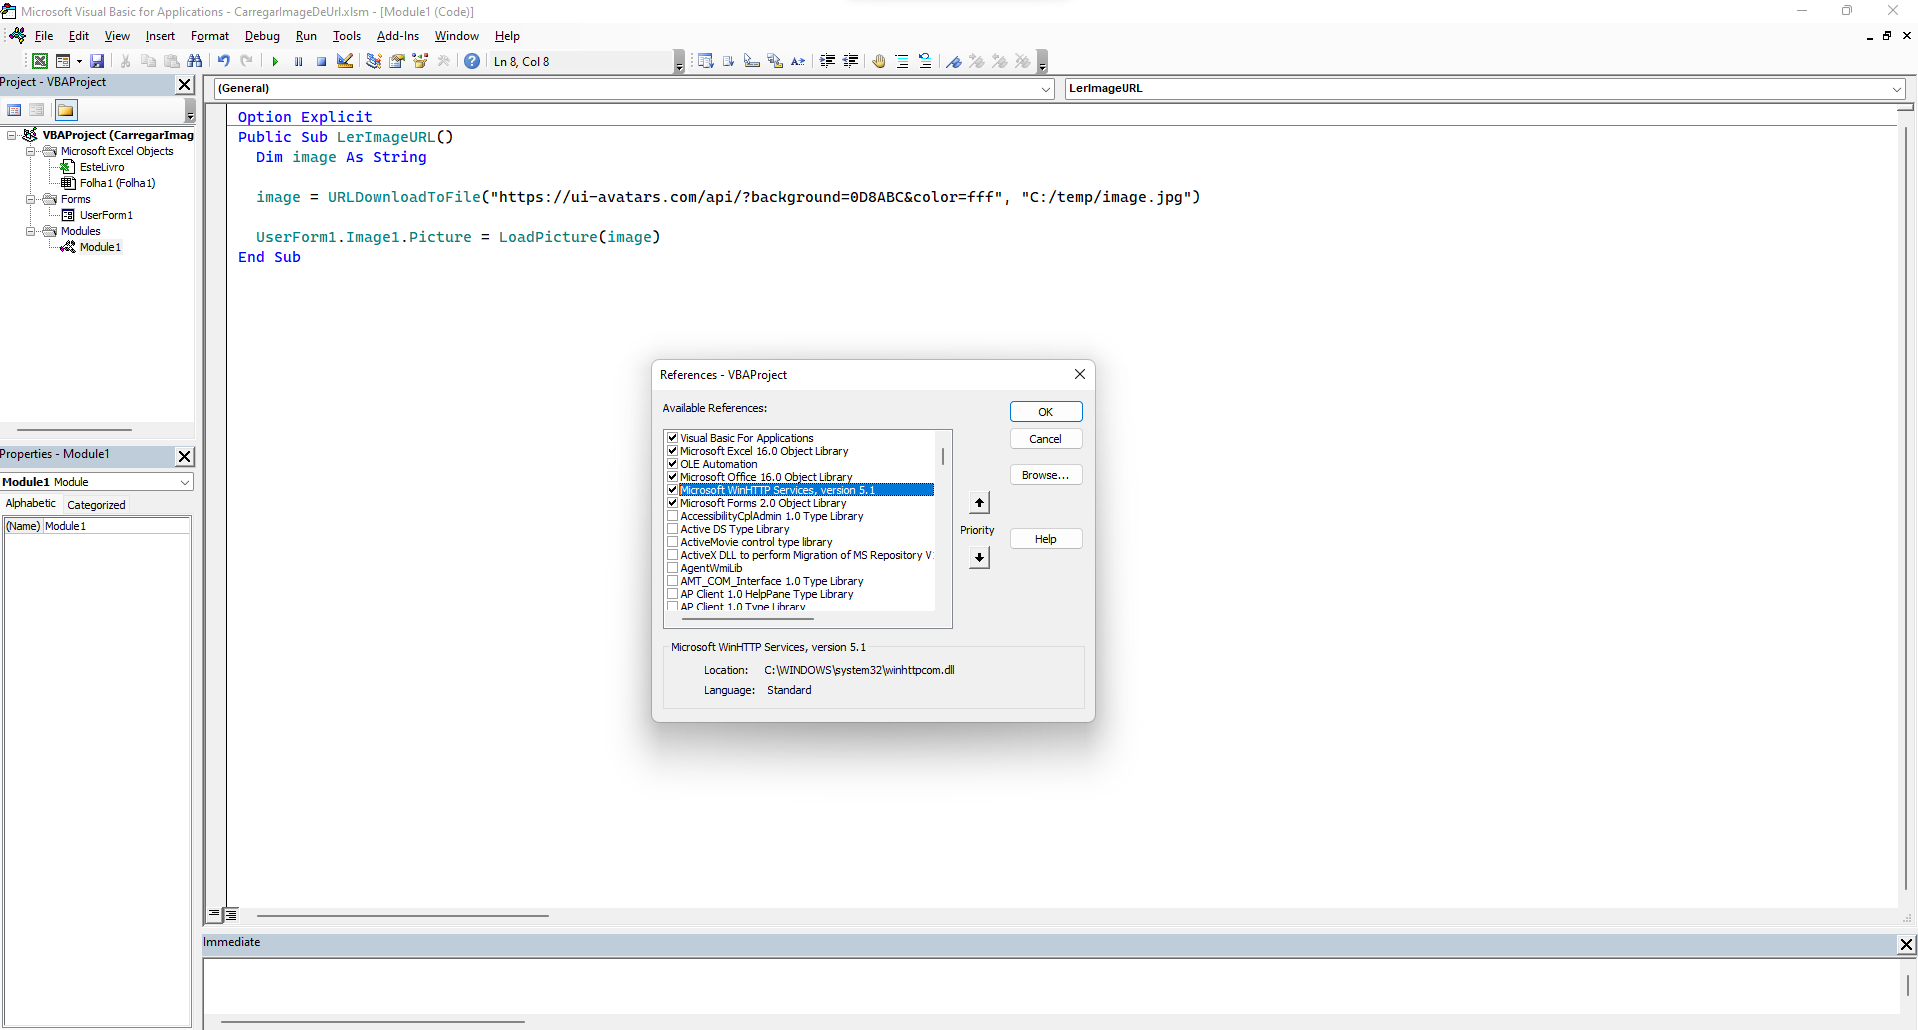 Microsoft Visual Basic for Applications - CarregarImageDeUrl.xlsm - [Module1 (Code)]
File Edit View Insert Format Debug Run Tools Add-Ins Window Help
Ln 8, Col 8
Project - VBAProject
VBAProject (CarregarImag
Microsoft Excel Objects
EsteLivro
Folha1 (Folha1)
Forms
UserForm1
Modules
Module1
Properties - Module1
Module1 Module
Alphabetic Categorized
(Name) Module1
(General) LerImageURL
Option Explicit
Public Sub LerImageURL()
Dim image As String
image = URLDownloadToFile("https://ui-avatars.com/api/?background=0D8ABC&color=fff", "C:/temp/image.jpg")
UserForm1.Image1.Picture = LoadPicture(image)
End Sub
References - VBAProject
Available References:
Visual Basic For Applications
Microsoft Excel 16.0 Object Library
OLE Automation
Microsoft Office 16.0 Object Library
Microsoft WinHTTP Services, version 5.1
Microsoft Forms 2.0 Object Library
AccessibilityCplAdmin 1.0 Type Library
Active DS Type Library
ActiveMovie control type library
ActiveX DLL to perform Migration of MS Repository V
AgentWmiLib
AMT_COM_Interface 1.0 Type Library
AP Client 1.0 HelpPane Type Library
AP Client 1.0 Type Library
OK
Cancel
Browse...
Priority
Help
Microsoft WinHTTP Services, version 5.1
Location: C:\WINDOWS\system32\winhttpcom.dll
Language: Standard
Immediate